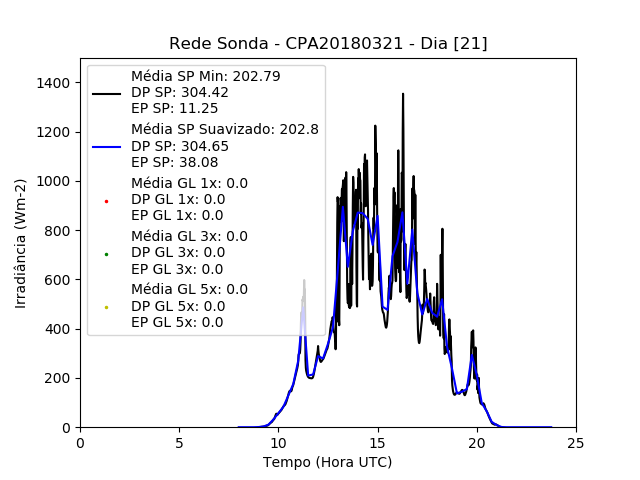 Rede Sonda - CPA20180321 - Dia [21]
Média SP Min: 202.79
DP SP: 304.42
EP SP: 11.25
Média SP Suavizado: 202.8
DP SP: 304.65
EP SP: 38.08
Média GL 1x: 0.0
DP GL 1x: 0.0
EP GL 1x: 0.0
Média GL 3x: 0.0
DP GL 3x: 0.0
EP GL 3x: 0.0
Média GL 5x: 0.0
DP GL 5x: 0.0
EP GL 5x: 0.0
Irradiância (Wm-2)
1400
1200
1000
800
600
400
200
0
0 5 10 15 20 25
Tempo (Hora UTC)